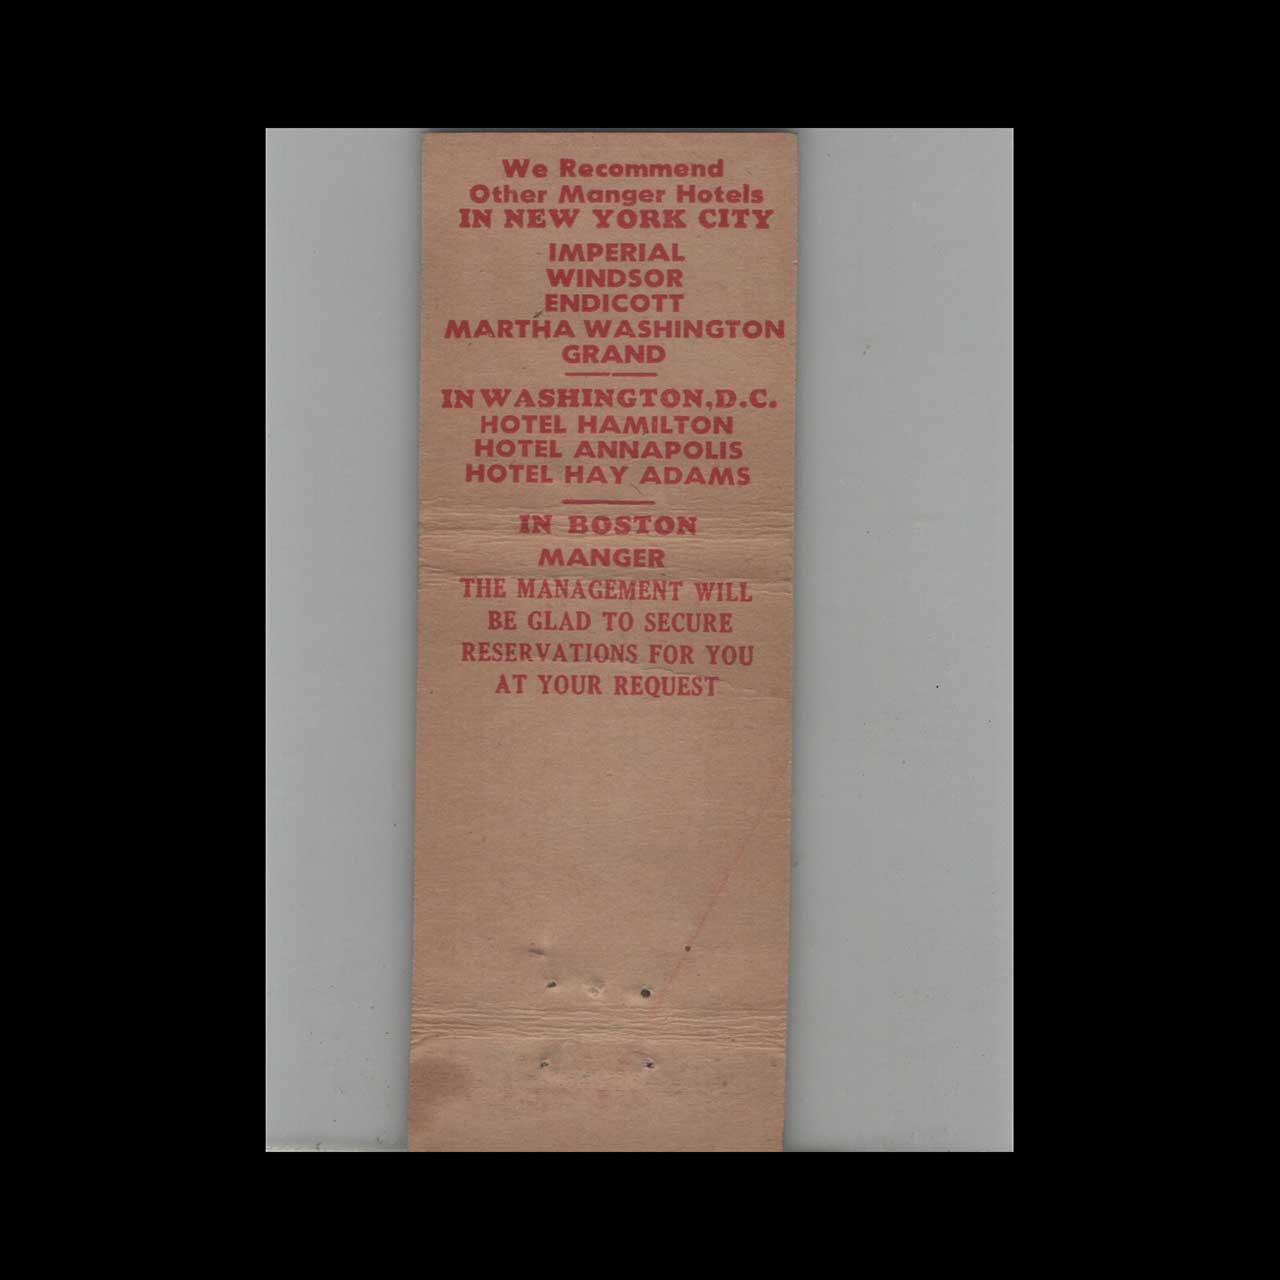 We Recommend
Other Manger Hotels
IN NEW YORK CITY
IMPERIAL
WINDSOR
ENDICOTT
MARTHA WASHINGTON
GRAND
IN WASHINGTON, D.C.
HOTEL HAMILTON
HOTEL ANNAPOLIS
HOTEL HAY ADAMS
IN BOSTON
MANGER
THE MANAGEMENT WILL
BE GLAD TO SECURE
RESERVATIONS FOR YOU
AT YOUR REQUEST